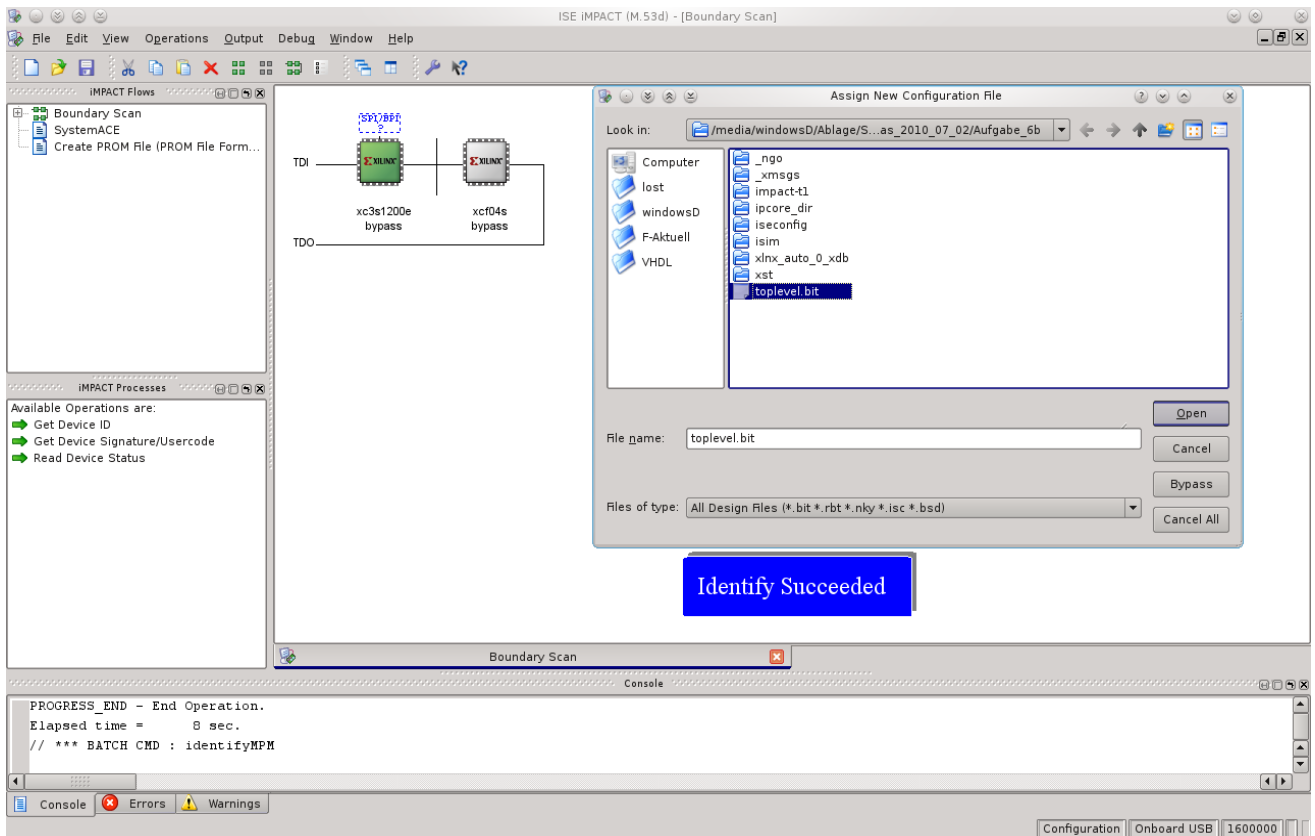 ISE iMPACT (M.53d) - [Boundary Scan]
File Edit View Operations Output Debug Window Help
iMPACT Flows
Boundary Scan
SystemACE
Create PROM File (PROM File Form...
SPI/BPI
?
TDI
XILINX
XILINX
xc3s1200e
bypass
xcf04s
bypass
TDO
Assign New Configuration File
Look in: /media/windowsD/Ablage/S...as_2010_07_02/Aufgabe_6b
Computer
lost
windowsD
F-Aktuell
VHDL
_ngo
_xmsgs
impact-t1
ipcore_dir
iseconfig
isim
xlnx_auto_0_xdb
xst
toplevel.bit
Open
File name: toplevel.bit
Cancel
Bypass
Files of type: All Design Files (*.bit *.rbt *.nky *.isc *.bsd)
Cancel All
iMPACT Processes
Available Operations are:
Get Device ID
Get Device Signature/Usercode
Read Device Status
Identify Succeeded
Boundary Scan
Console
PROGRESS_END - End Operation.
Elapsed time = 8 sec.
// *** BATCH CMD : identifyMPM
Console Errors Warnings
Configuration Onboard USB 1600000